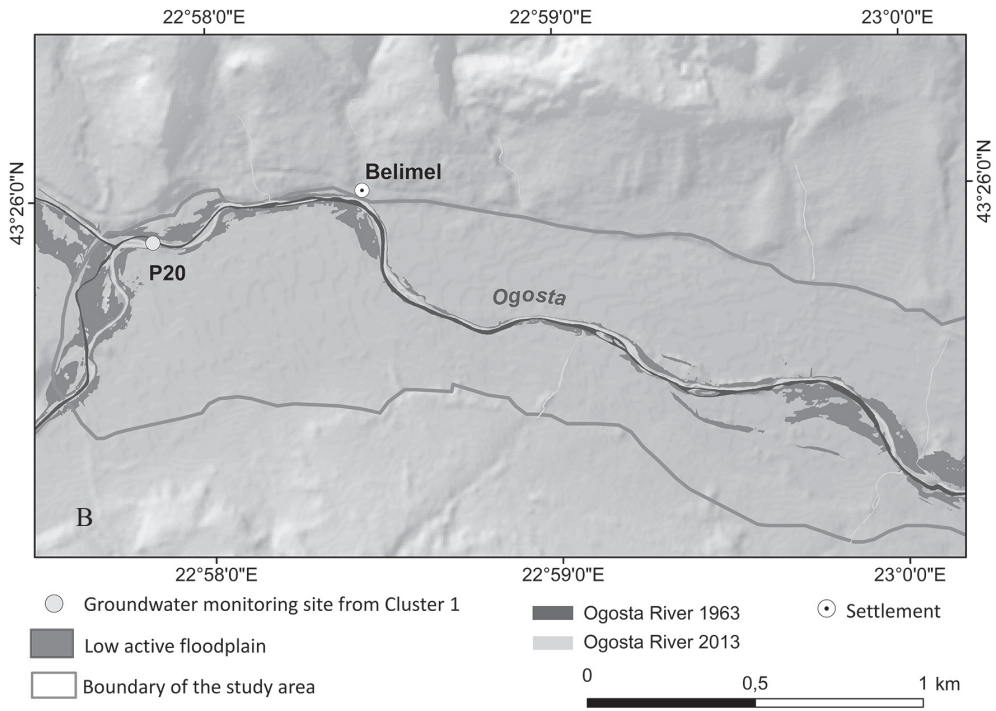 22°58'0"E 22°59'0"E 23°0'0"E
43°26'0"N
43°26'0"N
Belimel
P20
Ogosta
B
22°58'0"E 22°59'0"E 23°00'0"E
Groundwater monitoring site from Cluster 1
Low active floodplain
Boundary of the study area
Ogosta River 1963
Ogosta River 2013
Settlement
0 0,5 1 km